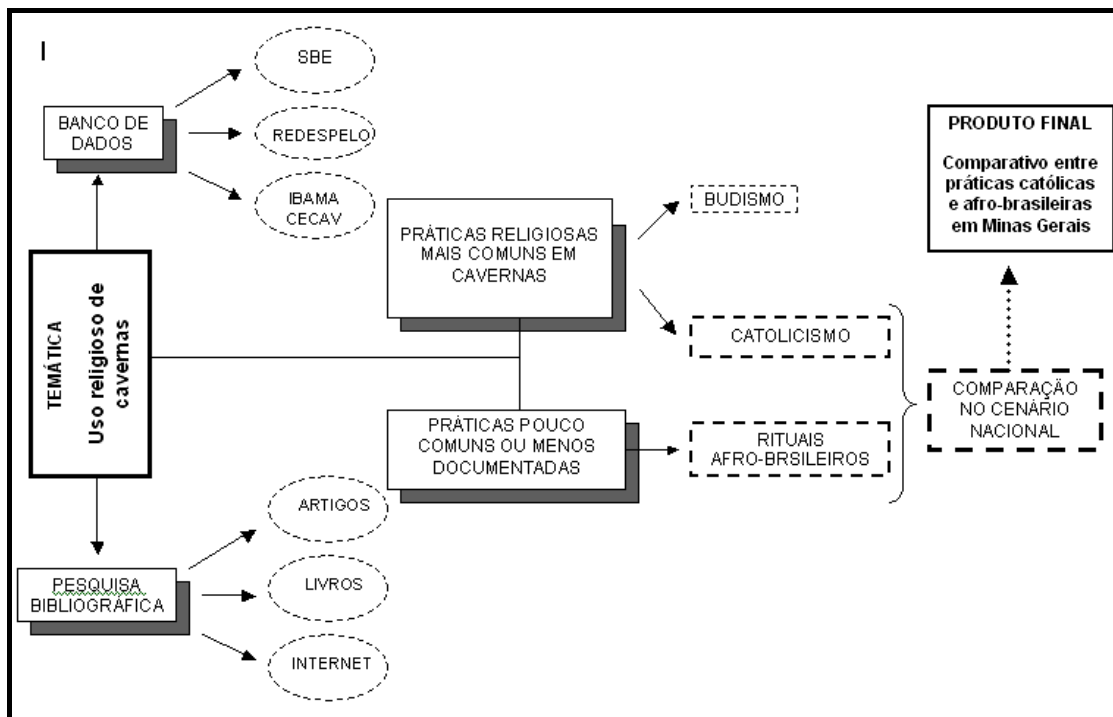 I
SBE
BANCO DE
DADOS
REDESPELO
IBAMA
CECAV
TEMÁTICA
Uso religioso de
cavernas
PESQUISA
BIBLIOGRÁFICA
ARTIGOS
LIVROS
INTERNET
PRÁTICAS RELIGIOSAS
MAIS COMUNS EM
CAVERNAS
PRÁTICAS POUCO
COMUNS OU MENOS
DOCUMENTADAS
BUDISMO
CATOLICISMO
RITUAIS
AFRO-BRSILEIROS
COMPARAÇÃO
NO CENÁRIO
NACIONAL
PRODUTO FINAL
Comparativo entre
práticas católicas
e afro-brasileiras
em Minas Gerais